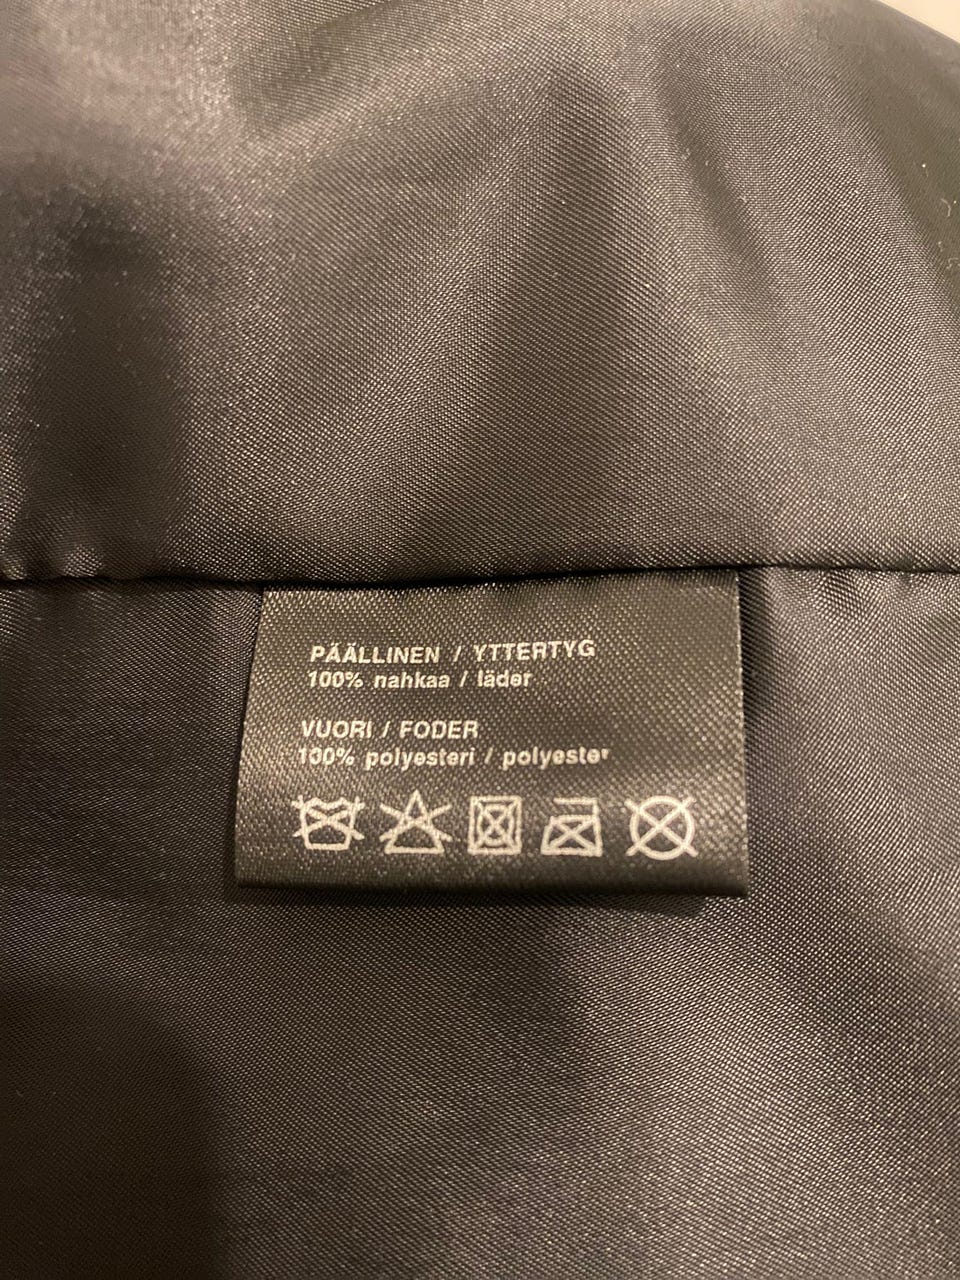 PÄÄLLINEN / YTTERTYG
100% nahkaa / läder
VUORI / FODER
100% polyesteri / polyester